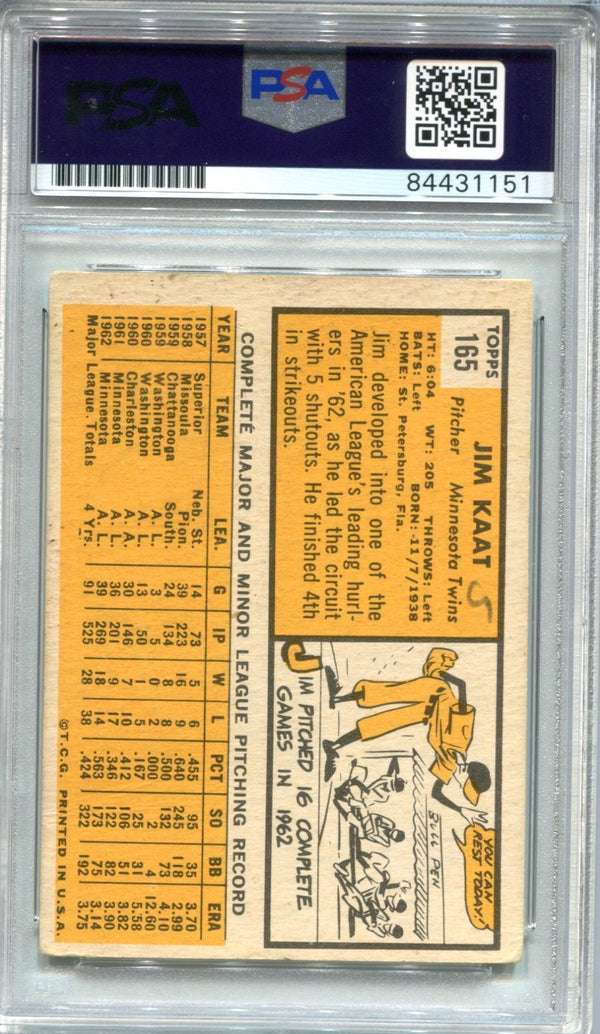 PSA
PSA
84431151
TOPPS
165
JIM KAAT
5
Pitcher Minnesota Twins
HT: 6:04 WT: 205 THROWS: Left
BATS: Left BORN:-11/7/1938
HOME: St. Petersburg, Fla.
Jim developed into one of the
American League's leading hurl-
ers in '62, as he led the circuit
with 5 shutouts. He finished 4th
in strikeouts.
YOU CAN
REST TODAY!
BULL PEN
JIM PITCHED 16 COMPLETE
GAMES IN 1962
COMPLETE MAJOR AND MINOR LEAGUE PITCHING RECORD
YEAR TEAM LEA. G IP W L PCT SO BB ERA
1957 Superior Neb. St. 14 73 5 6 .455 95 35 3.70
1958 Missoula Pion. 39 223 16 9 .640 245 118 2.99
1959 Chattanooga South. 24 134 8 8 .500 132 73 4.10
1959 Washington A. L. 3 5 0 2 .000 2 4 12.60
1960 Washington A. L. 13 50 1 5 .167 25 31 5.58
1960 Charleston A. A. 30 146 7 10 .412 106 51 3.82
1961 Minnesota A. L. 36 201 9 17 .346 122 82 3.90
1962 Minnesota A. L. 39 269 18 14 .563 173 75 3.14
Major League Totals 4 Yrs. 91 525 28 38 .424 322 192 3.75
©T.C.G. PRINTED IN U.S.A.